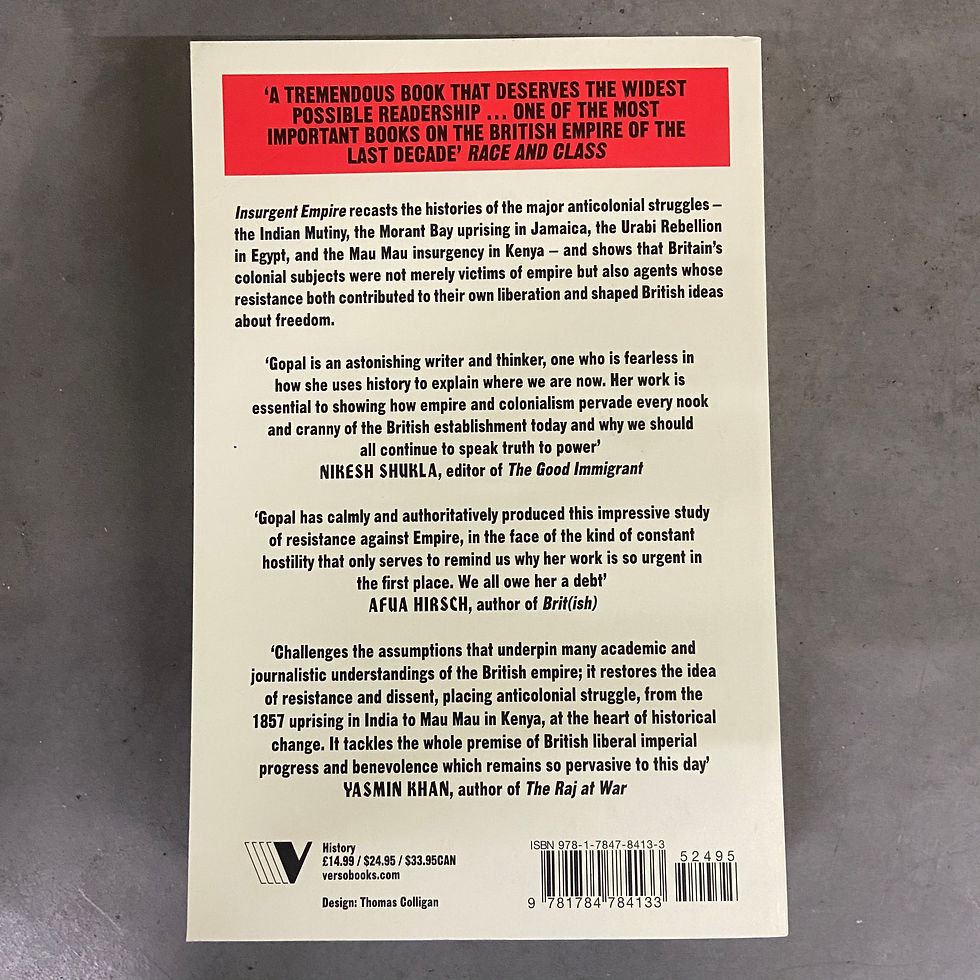 ‘A TREMENDOUS BOOK THAT DESERVES THE WIDEST
POSSIBLE READERSHIP ... ONE OF THE MOST
IMPORTANT BOOKS ON THE BRITISH EMPIRE OF THE
LAST DECADE’ RACE AND CLASS
Insurgent Empire recasts the histories of the major anticolonial struggles –
the Indian Mutiny, the Morant Bay uprising in Jamaica, the Urabi Rebellion
in Egypt, and the Mau Mau insurgency in Kenya – and shows that Britain’s
colonial subjects were not merely victims of empire but also agents whose
resistance both contributed to their own liberation and shaped British ideas
about freedom.
‘Gopal is an astonishing writer and thinker, one who is fearless in
how she uses history to explain where we are now. Her work is
essential to showing how empire and colonialism pervade every nook
and cranny of the British establishment today and why we should
all continue to speak truth to power’
NIKESH SHUKLA, editor of The Good Immigrant
‘Gopal has calmly and authoritatively produced this impressive study
of resistance against Empire, in the face of the kind of constant
hostility that only serves to remind us why her work is so urgent in
the first place. We all owe her a debt’
AFUA HIRSCH, author of Brit(ish)
‘Challenges the assumptions that underpin many academic and
journalistic understandings of the British empire; it restores the idea
of resistance and dissent, placing anticolonial struggle, from the
1857 uprising in India to Mau Mau in Kenya, at the heart of historical
change. It tackles the whole premise of British liberal imperial
progress and benevolence which remains so pervasive to this day’
YASMIN KHAN, author of The Raj at War
V
History
£14.99 / $24.95 / $33.95CAN
versobooks.com
Design: Thomas Colligan
ISBN 978-1-7847-8413-3
52495
9 781784 784133